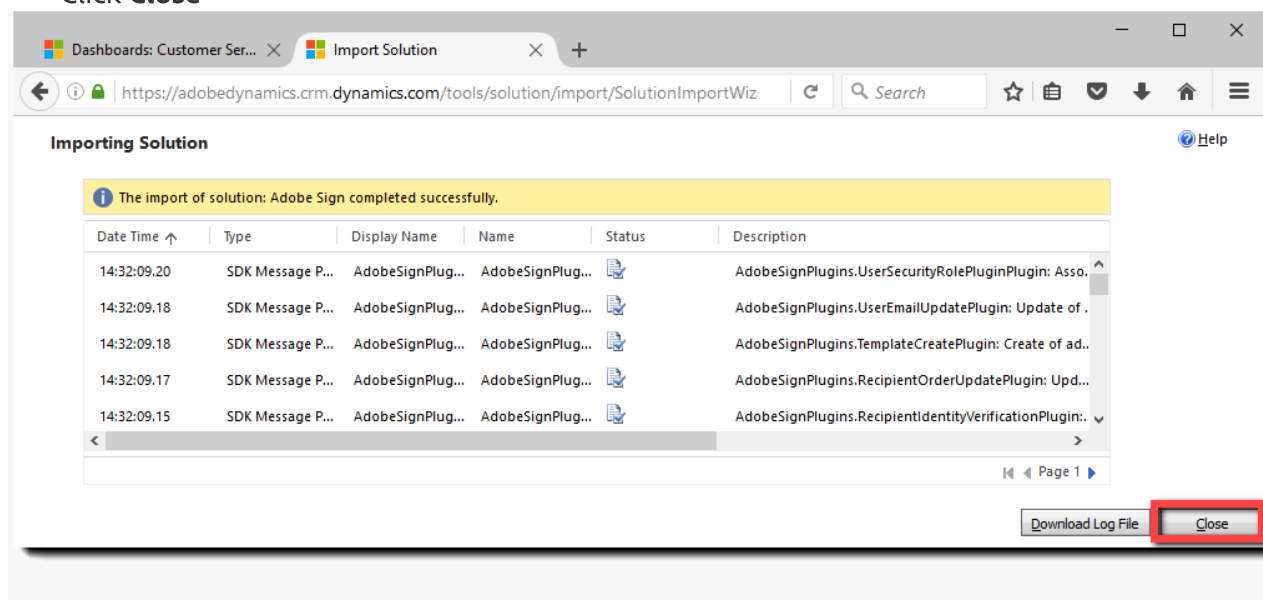 Click Close
Dashboards: Customer Ser...
Import Solution
https://adobedynamics.crm.dynamics.com/tools/solution/import/SolutionImportWiz
Search
Importing Solution
Help
The import of solution: Adobe Sign completed successfully.
Date Time Type Display Name Name Status Description
14:32:09.20 SDK Message P... AdobeSignPlug... AdobeSignPlug... AdobeSignPlugins.UserSecurityRolePluginPlugin: Asso.
14:32:09.18 SDK Message P... AdobeSignPlug... AdobeSignPlug... AdobeSignPlugins.UserEmailUpdatePlugin: Update of .
14:32:09.18 SDK Message P... AdobeSignPlug... AdobeSignPlug... AdobeSignPlugins.TemplateCreatePlugin: Create of ad..
14:32:09.17 SDK Message P... AdobeSignPlug... AdobeSignPlug... AdobeSignPlugins.RecipientOrderUpdatePlugin: Upd...
14:32:09.15 SDK Message P... AdobeSignPlug... AdobeSignPlug... AdobeSignPlugins.RecipientIdentityVerificationPlugin:.
Page 1
Download Log File Close